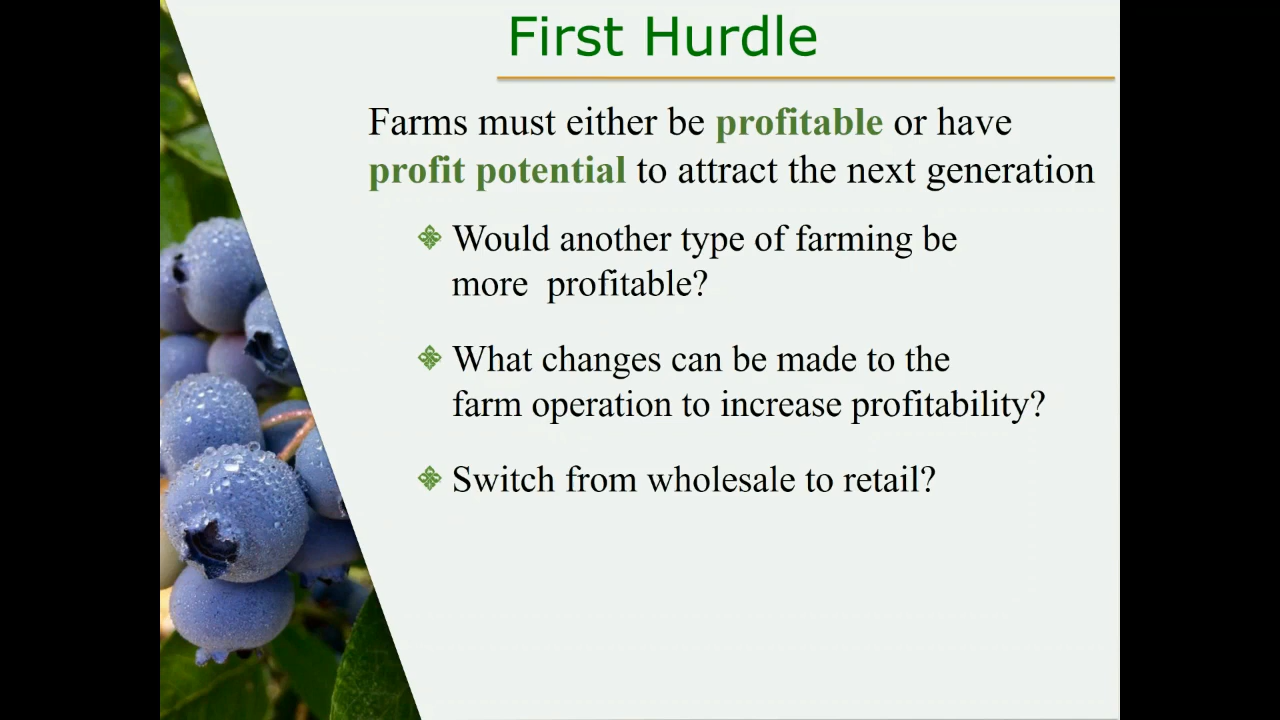 First Hurdle
Farms must either be profitable or have
profit potential to attract the next generation
Would another type of farming be
more  profitable?
What changes can be made to the
farm operation to increase profitability?
Switch from wholesale to retail?